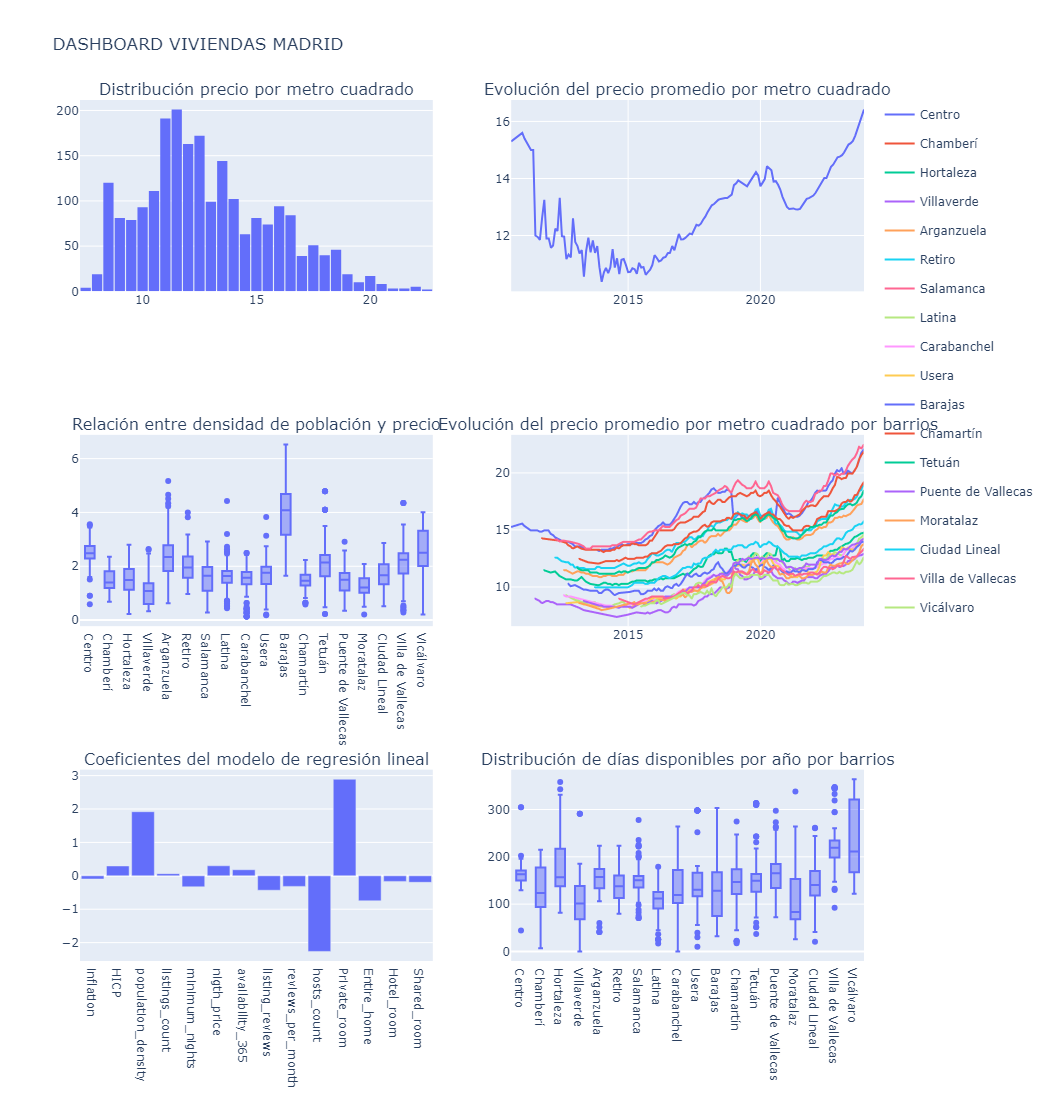 DASHBOARD VIVIENDAS MADRID
Distribución precio por metro cuadrado
200
150
100
50
0
10
15
20
Evolución del precio promedio por metro cuadrado
16
14
12
2015
2020
Centro
Chamberí
Hortaleza
Villaverde
Arganzuela
Retiro
Salamanca
Latina
Carabanchel
Usera
Barajas
Chamartín
Tetuán
Puente de Vallecas
Moratalaz
Ciudad Lineal
Villa de Vallecas
Vicálvaro
Relación entre densidad de población y precio
6
4
2
0
Centro
Chamberí
Hortaleza
Villaverde
Arganzuela
Retiro
Salamanca
Latina
Carabanchel
Usera
Barajas
Chamartín
Tetuán
Puente de Vallecas
Moratalaz
Ciudad Lineal
Villa de Vallecas
Vicálvaro
Evolución del precio promedio por metro cuadrado por barrios
20
15
10
2015
2020
Coeficientes del modelo de regresión lineal
3
2
1
0
−1
−2
Inflation
HICP
population_density
listings_count
minimum_nights
nigth_price
availability_365
listing_reviews
reviews_per_month
hosts_count
Private_room
Entire_home
Hotel_room
Shared_room
Distribución de días disponibles por año por barrios
300
200
100
0
Centro
Chamberí
Hortaleza
Villaverde
Arganzuela
Retiro
Salamanca
Latina
Carabanchel
Usera
Barajas
Chamartín
Tetuán
Puente de Vallecas
Moratalaz
Ciudad Lineal
Villa de Vallecas
Vicálvaro